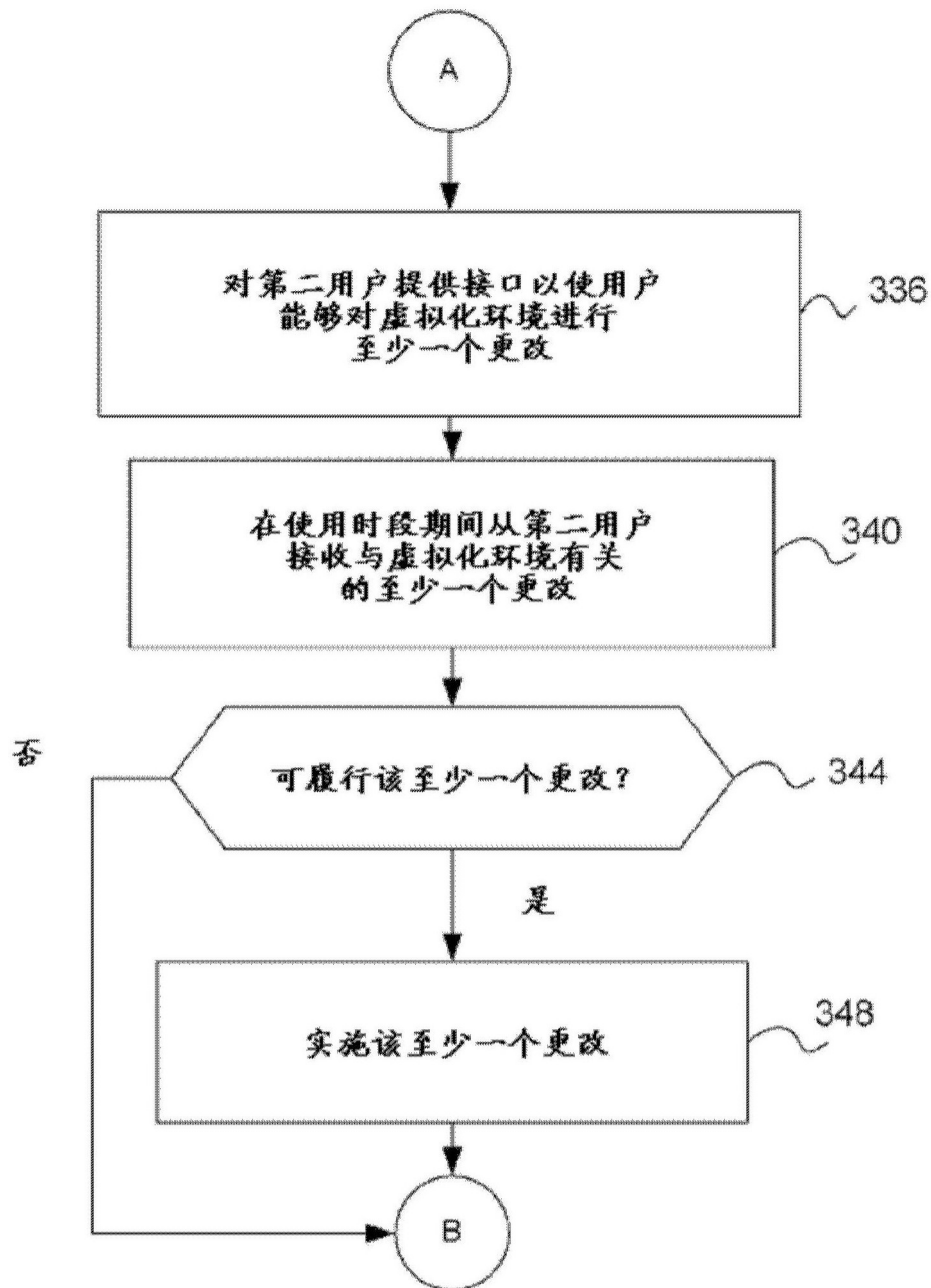 A
对第二用户提供接口以使用户
能够对虚拟化环境进行
至少一个更改
336
在使用时段期间从第二用户
接收与虚拟化环境有关
的至少一个更改
340
否
可履行该至少一个更改?
344
是
实施该至少一个更改
348
B